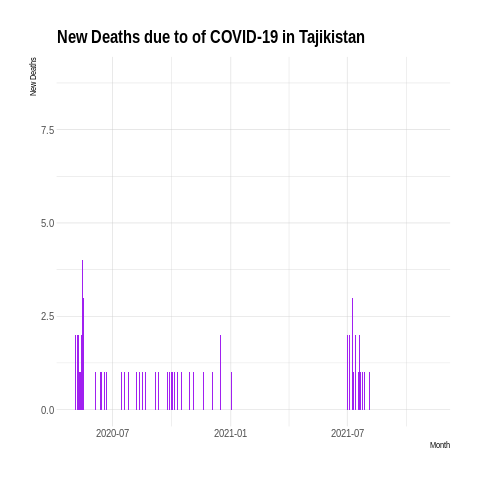 New Deaths due to of COVID-19 in Tajikistan
New Deaths
7.5
5.0
2.5
0.0
2020-07 2021-01 2021-07
Month